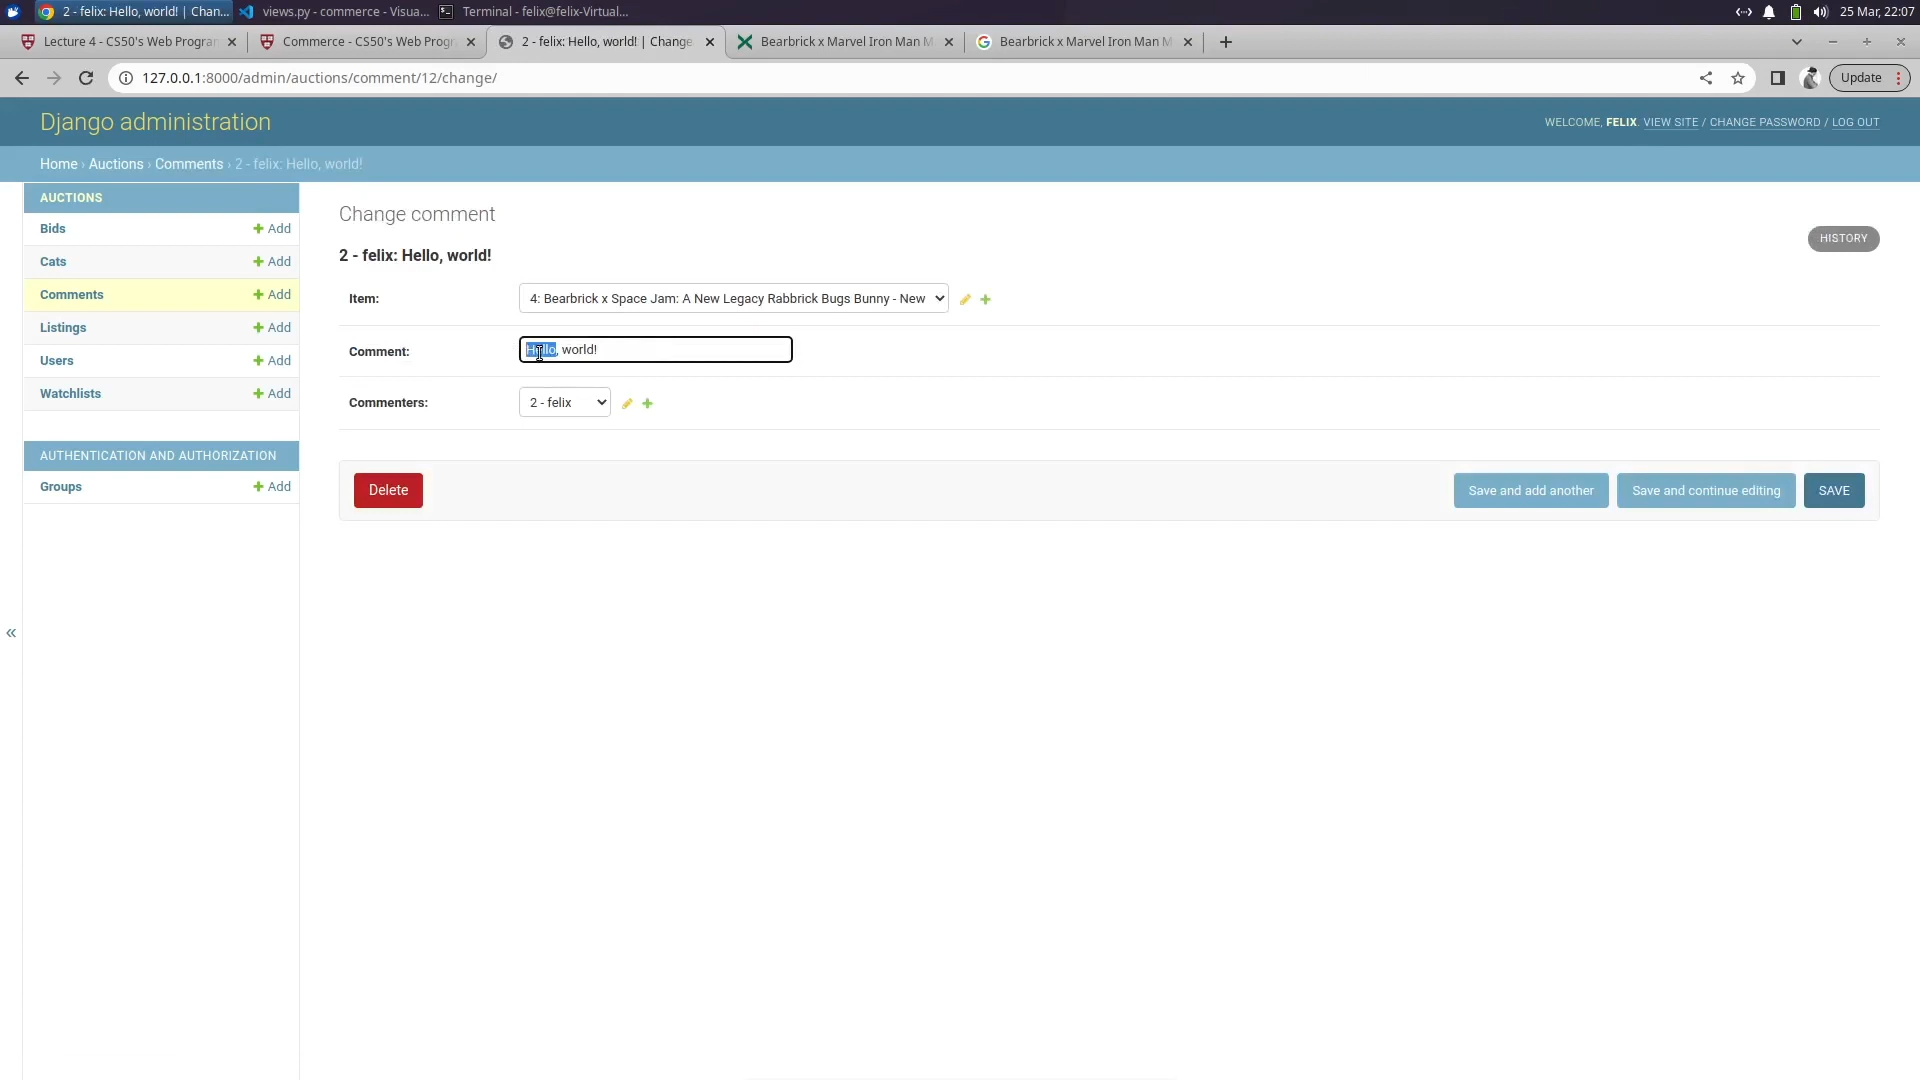 2 - felix: Hello, world! | Chan...
views.py - commerce - Visua...
Terminal - felix@felix-Virtual...
25 Mar, 22:07
Lecture 4 - CS50's Web Program
Commerce - CS50's Web Progr
2 - felix: Hello, world! | Change
Bearbrick x Marvel Iron Man M
Bearbrick x Marvel Iron Man M
127.0.0.1:8000/admin/auctions/comment/12/change/
Update
Django administration
WELCOME, FELIX. VIEW SITE / CHANGE PASSWORD / LOG OUT
Home › Auctions › Comments › 2 - felix: Hello, world!
AUCTIONS
Bids + Add
Cats + Add
Comments + Add
Listings + Add
Users + Add
Watchlists + Add
AUTHENTICATION AND AUTHORIZATION
Groups + Add
«
Change comment
2 - felix: Hello, world!
HISTORY
Item: 4: Bearbrick x Space Jam: A New Legacy Rabbrick Bugs Bunny - New
Comment: Hello, world!
Commenters: 2 - felix
Delete
Save and add another
Save and continue editing
SAVE